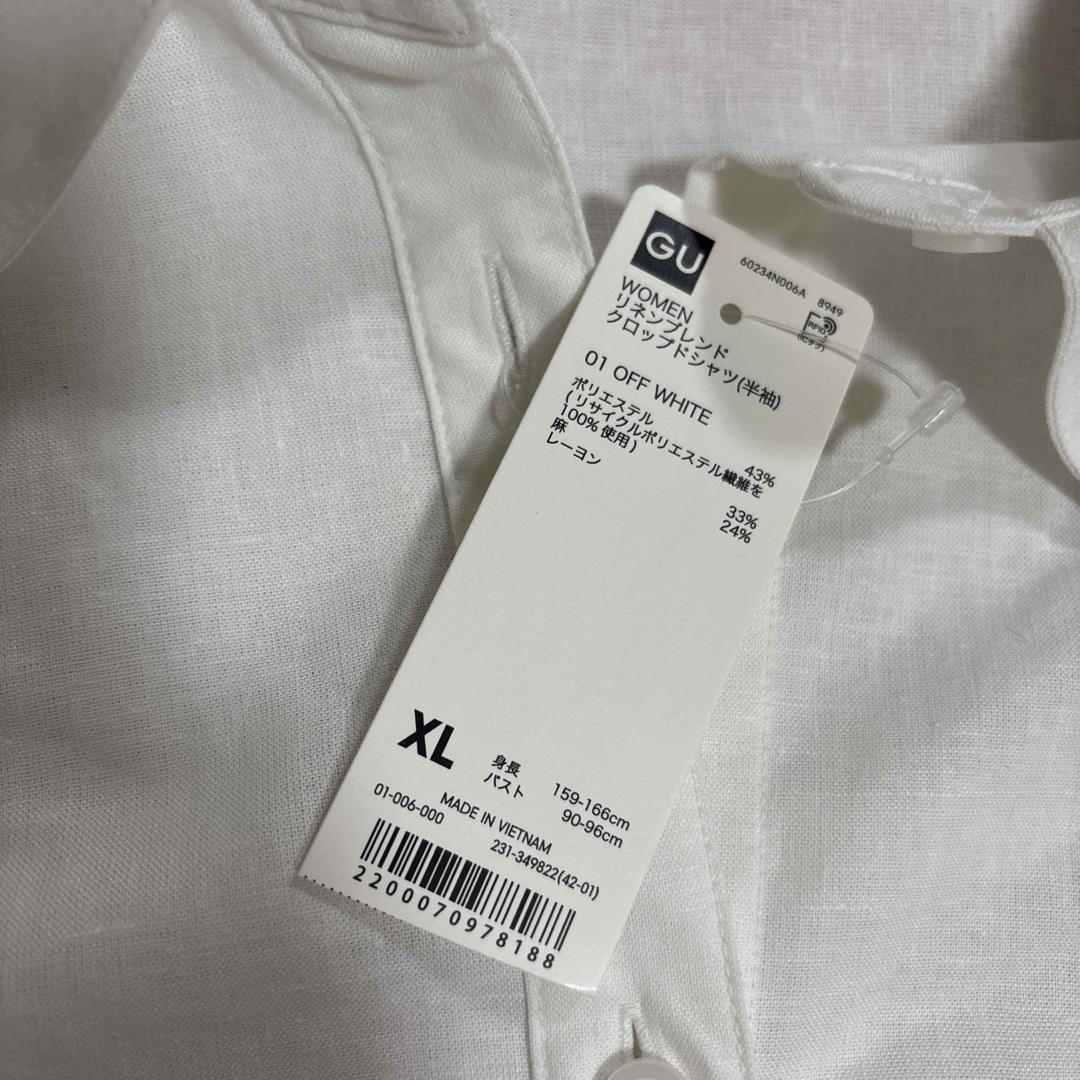 GU
60234N006A 8949
RFID
(ICタグ)
WOMEN
リネンブレンド
クロップドシャツ(半袖)
01 OFF WHITE
ポリエステル 43%
(リサイクルポリエステル繊維を
100%使用)
麻 33%
レーヨン 24%
XL
身長 159-166cm
バスト 90-96cm
MADE IN VIETNAM
01-006-000 231-349822(42-01)
2200070978188